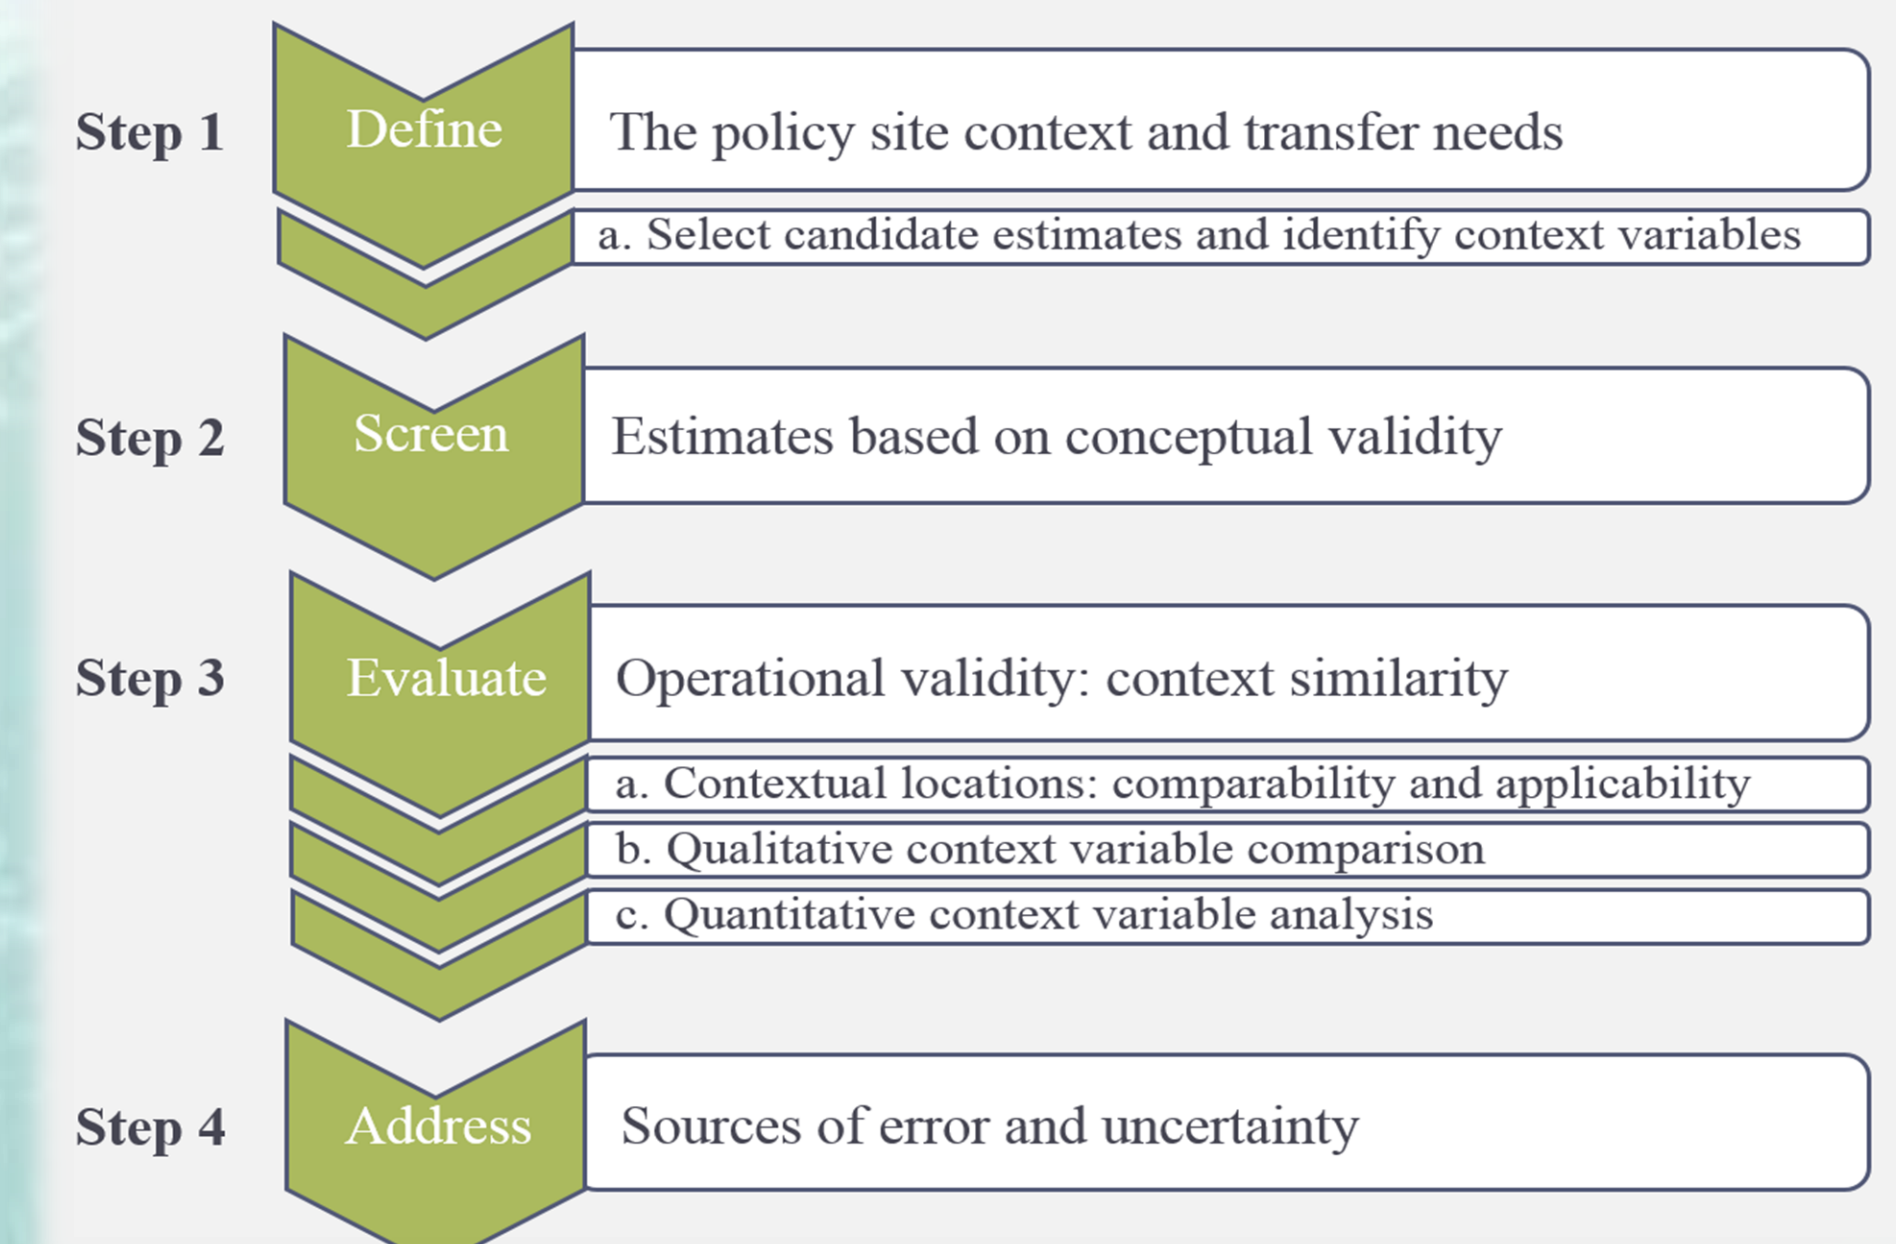 Step 1
Define
The policy site context and transfer needs
a. Select candidate estimates and identify context variables
Step 2
Screen
Estimates based on conceptual validity
Step 3
Evaluate
Operational validity: context similarity
a. Contextual locations: comparability and applicability
b. Qualitative context variable comparison
c. Quantitative context variable analysis
Step 4
Address
Sources of error and uncertainty